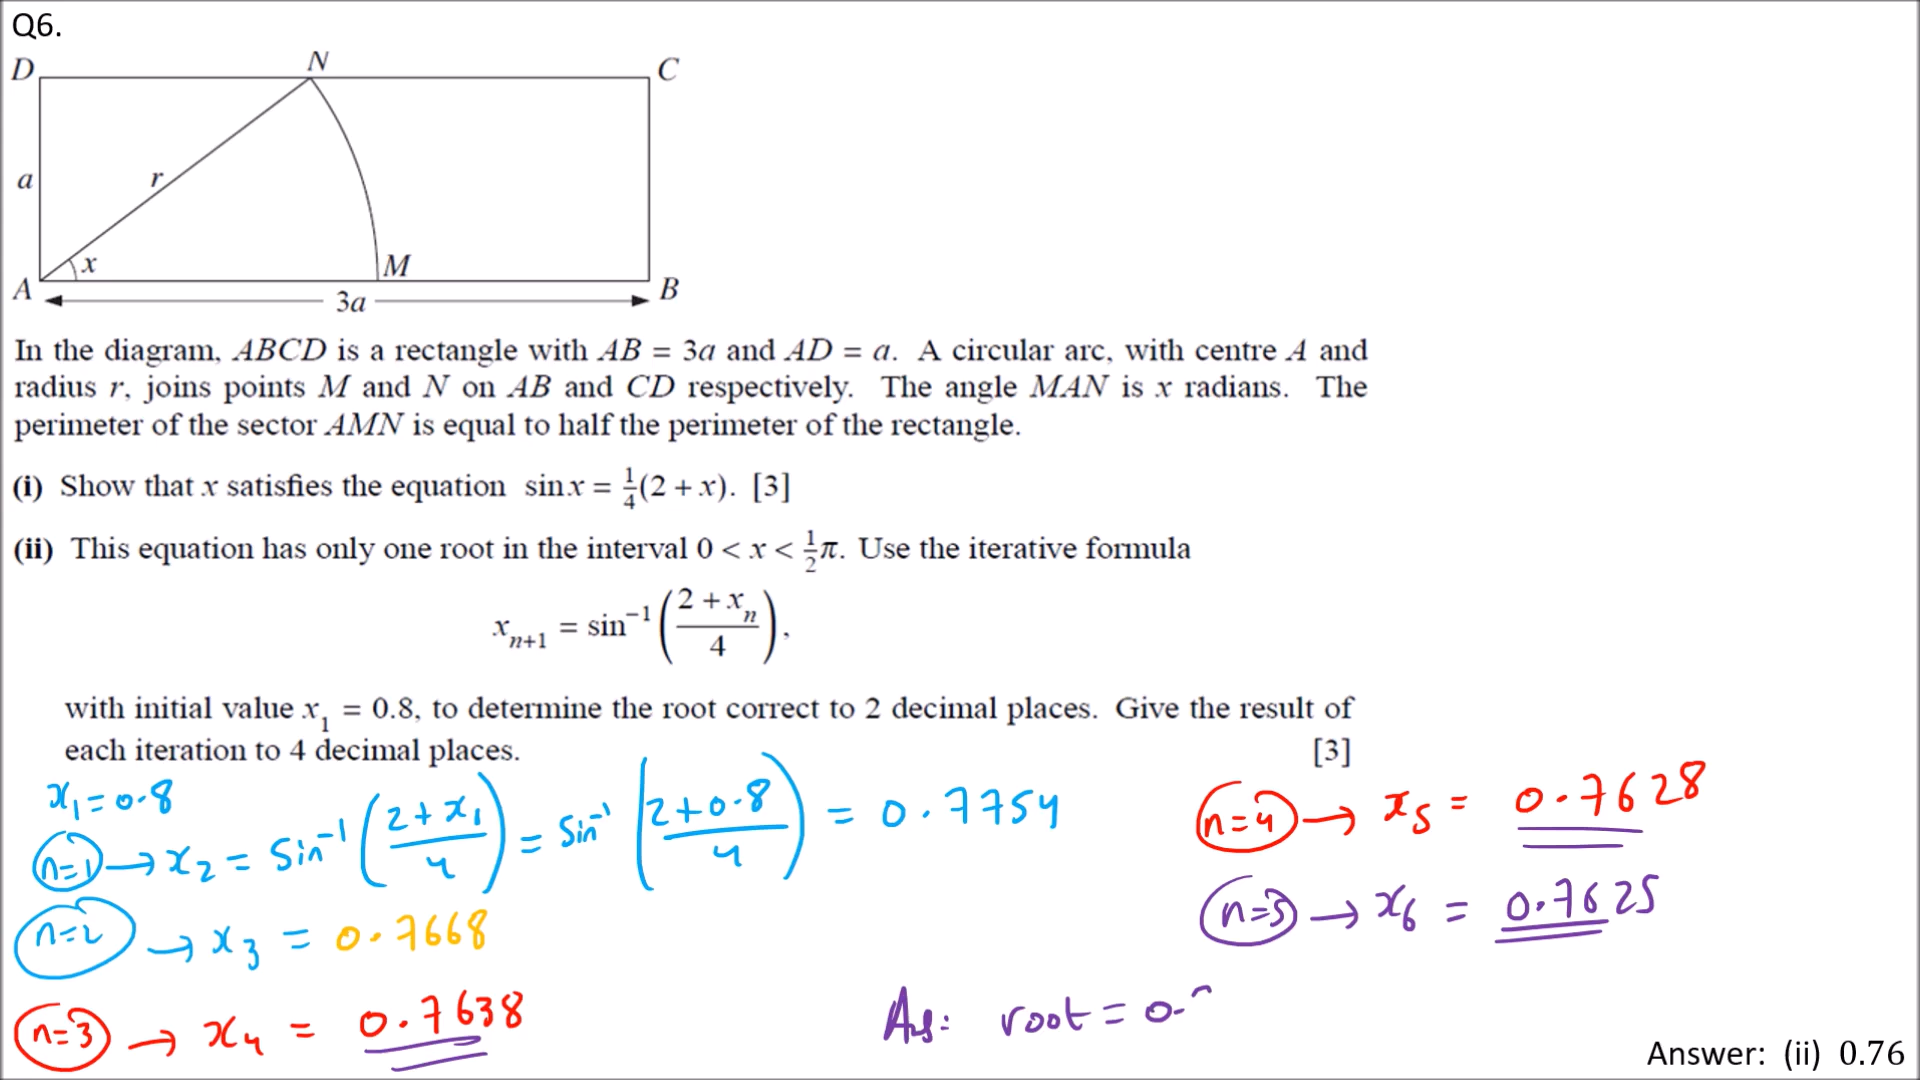 Q6.
D N C
a r
A x M B
3a
In the diagram, ABCD is a rectangle with AB = 3a and AD = a. A circular arc, with centre A and
radius r, joins points M and N on AB and CD respectively. The angle MAN is x radians. The
perimeter of the sector AMN is equal to half the perimeter of the rectangle.
(i) Show that x satisfies the equation sin x = ¼(2 + x). [3]
(ii) This equation has only one root in the interval 0 < x < ½π. Use the iterative formula
xₙ₊₁ = sin⁻¹((2 + xₙ)/4),
with initial value x₁ = 0.8, to determine the root correct to 2 decimal places. Give the result of
each iteration to 4 decimal places. [3]
x₁ = 0.8
n=1 → x₂ = sin⁻¹((2 + x₁)/4) = sin⁻¹((2 + 0.8)/4) = 0.7754
n=2 → x₃ = 0.7668
n=3 → x₄ = 0.7638
n=4 → x₅ = 0.7628
n=5 → x₆ = 0.7625
As: root = 0.
Answer: (ii) 0.76